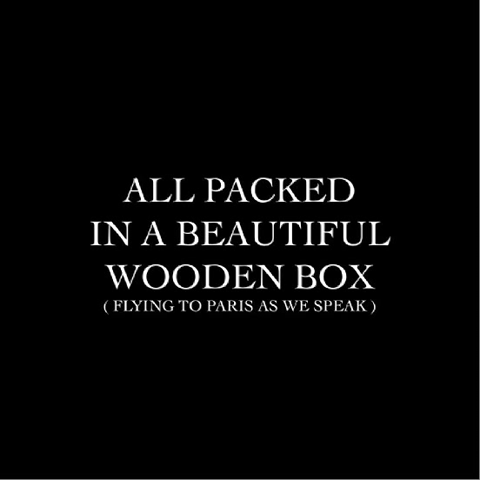 ALL PACKED
IN A BEAUTIFUL
WOODEN BOX
( FLYING TO PARIS AS WE SPEAK )